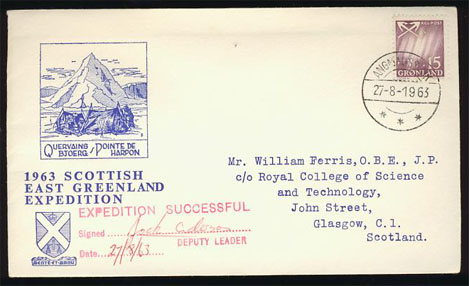 KGL. POST
15
GRØNLAND
27-8-1963
QUERVAINS BJOERG / POINTE DE HARPON
1963 SCOTTISH
EAST GREENLAND
EXPEDITION
EXPEDITION SUCCESSFUL
Signed
DEPUTY LEADER
Date 27/8/63
Mr. William Ferris, O.B.E., J.P.
c/o Royal College of Science
and Technology,
John Street,
Glasgow, C.1.
Scotland.